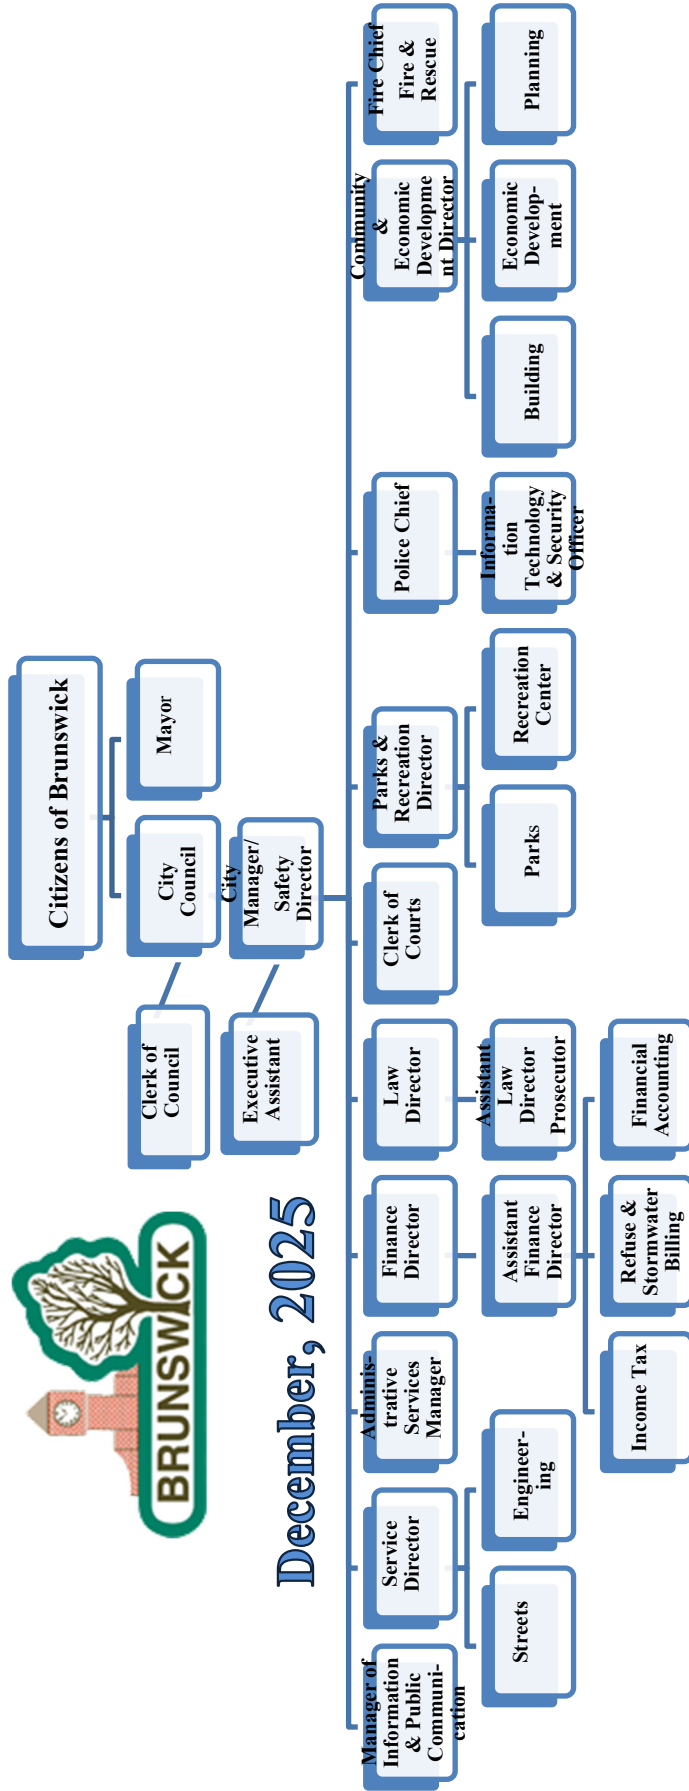 BRUNSWICK
December, 2025
Citizens of Brunswick
City
Council
Mayor
Clerk of
Council
City
Manager/
Safety
Director
Executive
Assistant
Manager of
Information
& Public
Communi-
cation
Service
Director
Adminis-
trative
Services
Manager
Finance
Director
Law
Director
Clerk of
Courts
Parks &
Recreation
Director
Police Chief
Community
&
Economic
Developme
nt Director
Fire Chief
Fire &
Rescue
Streets
Engineer-
ing
Assistant
Finance
Director
Assistant
Law
Director
Prosecutor
Parks
Recreation
Center
Informa-
tion
Technology
& Security
Officer
Building
Economic
Develop-
ment
Planning
Income Tax
Refuse &
Stormwater
Billing
Financial
Accounting